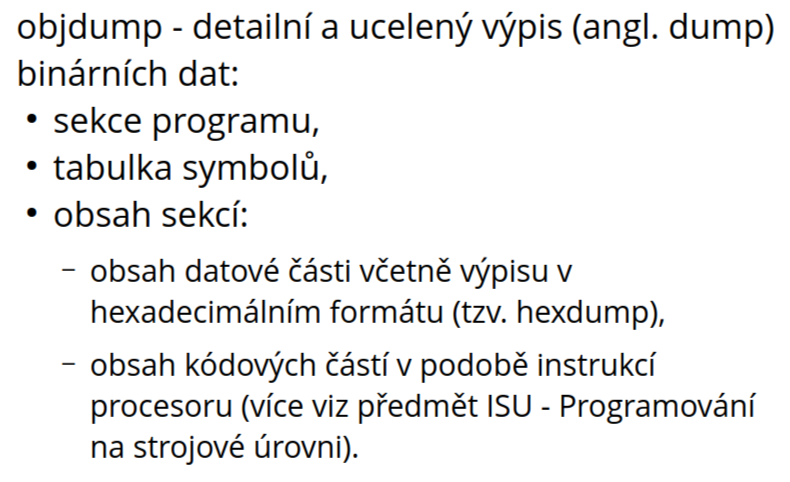 objdump - detailní a ucelený výpis (angl. dump)
binárních dat:
• sekce programu,
• tabulka symbolů,
• obsah sekcí:
– obsah datové části včetně výpisu v
hexadecimálním formátu (tzv. hexdump),
– obsah kódových částí v podobě instrukcí
procesoru (více viz předmět ISU - Programování
na strojové úrovni).